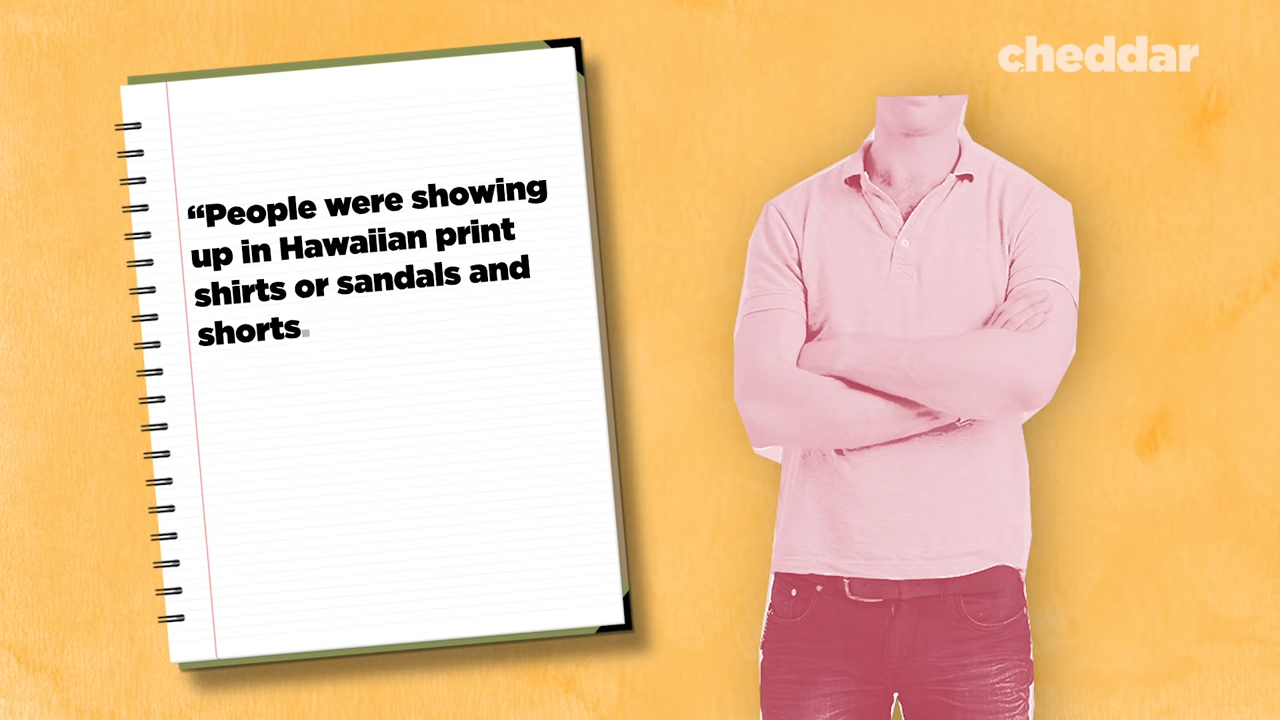 cheddar
“People were showing
up in Hawaiian print
shirts or sandals and
shorts.